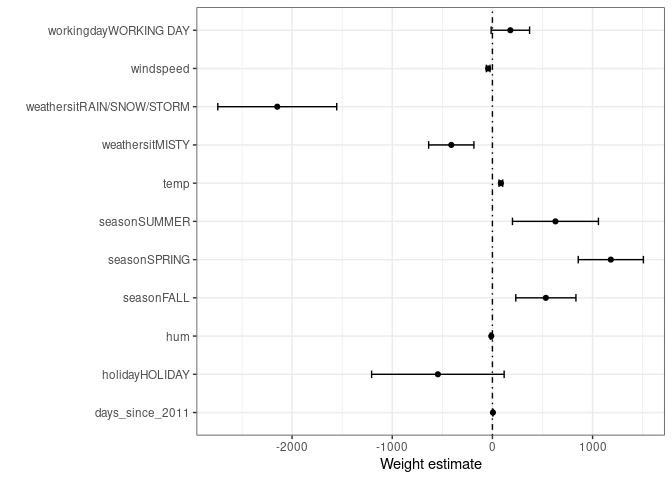 workingdayWORKING DAY
windspeed
weathersitRAIN/SNOW/STORM
weathersitMISTY
temp
seasonSUMMER
seasonSPRING
seasonFALL
hum
holidayHOLIDAY
days_since_2011
-2000 -1000 0 1000
Weight estimate